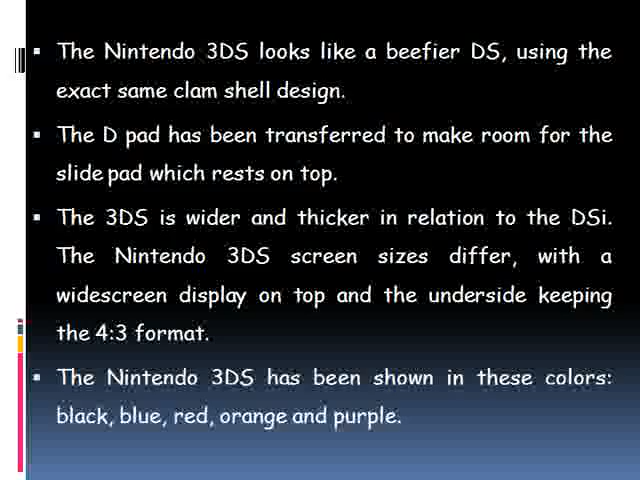 ▪ The Nintendo 3DS looks like a beefier DS, using the
exact same clam shell design.
▪ The D pad has been transferred to make room for the
slide pad which rests on top.
▪ The 3DS is wider and thicker in relation to the DSi.
The Nintendo 3DS screen sizes differ, with a
widescreen display on top and the underside keeping
the 4:3 format.
▪ The Nintendo 3DS has been shown in these colors:
black, blue, red, orange and purple.